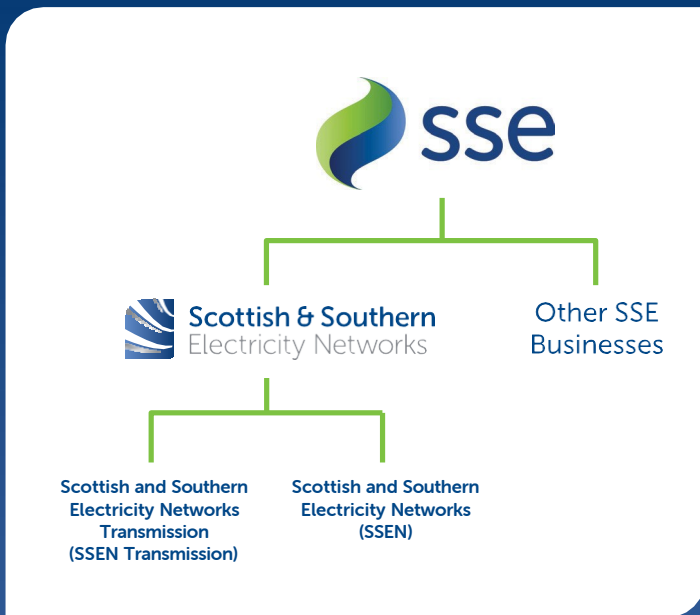 sse
Scottish & Southern
Electricity Networks
Other SSE
Businesses
Scottish and Southern
Electricity Networks
Transmission
(SSEN Transmission)
Scottish and Southern
Electricity Networks
(SSEN)